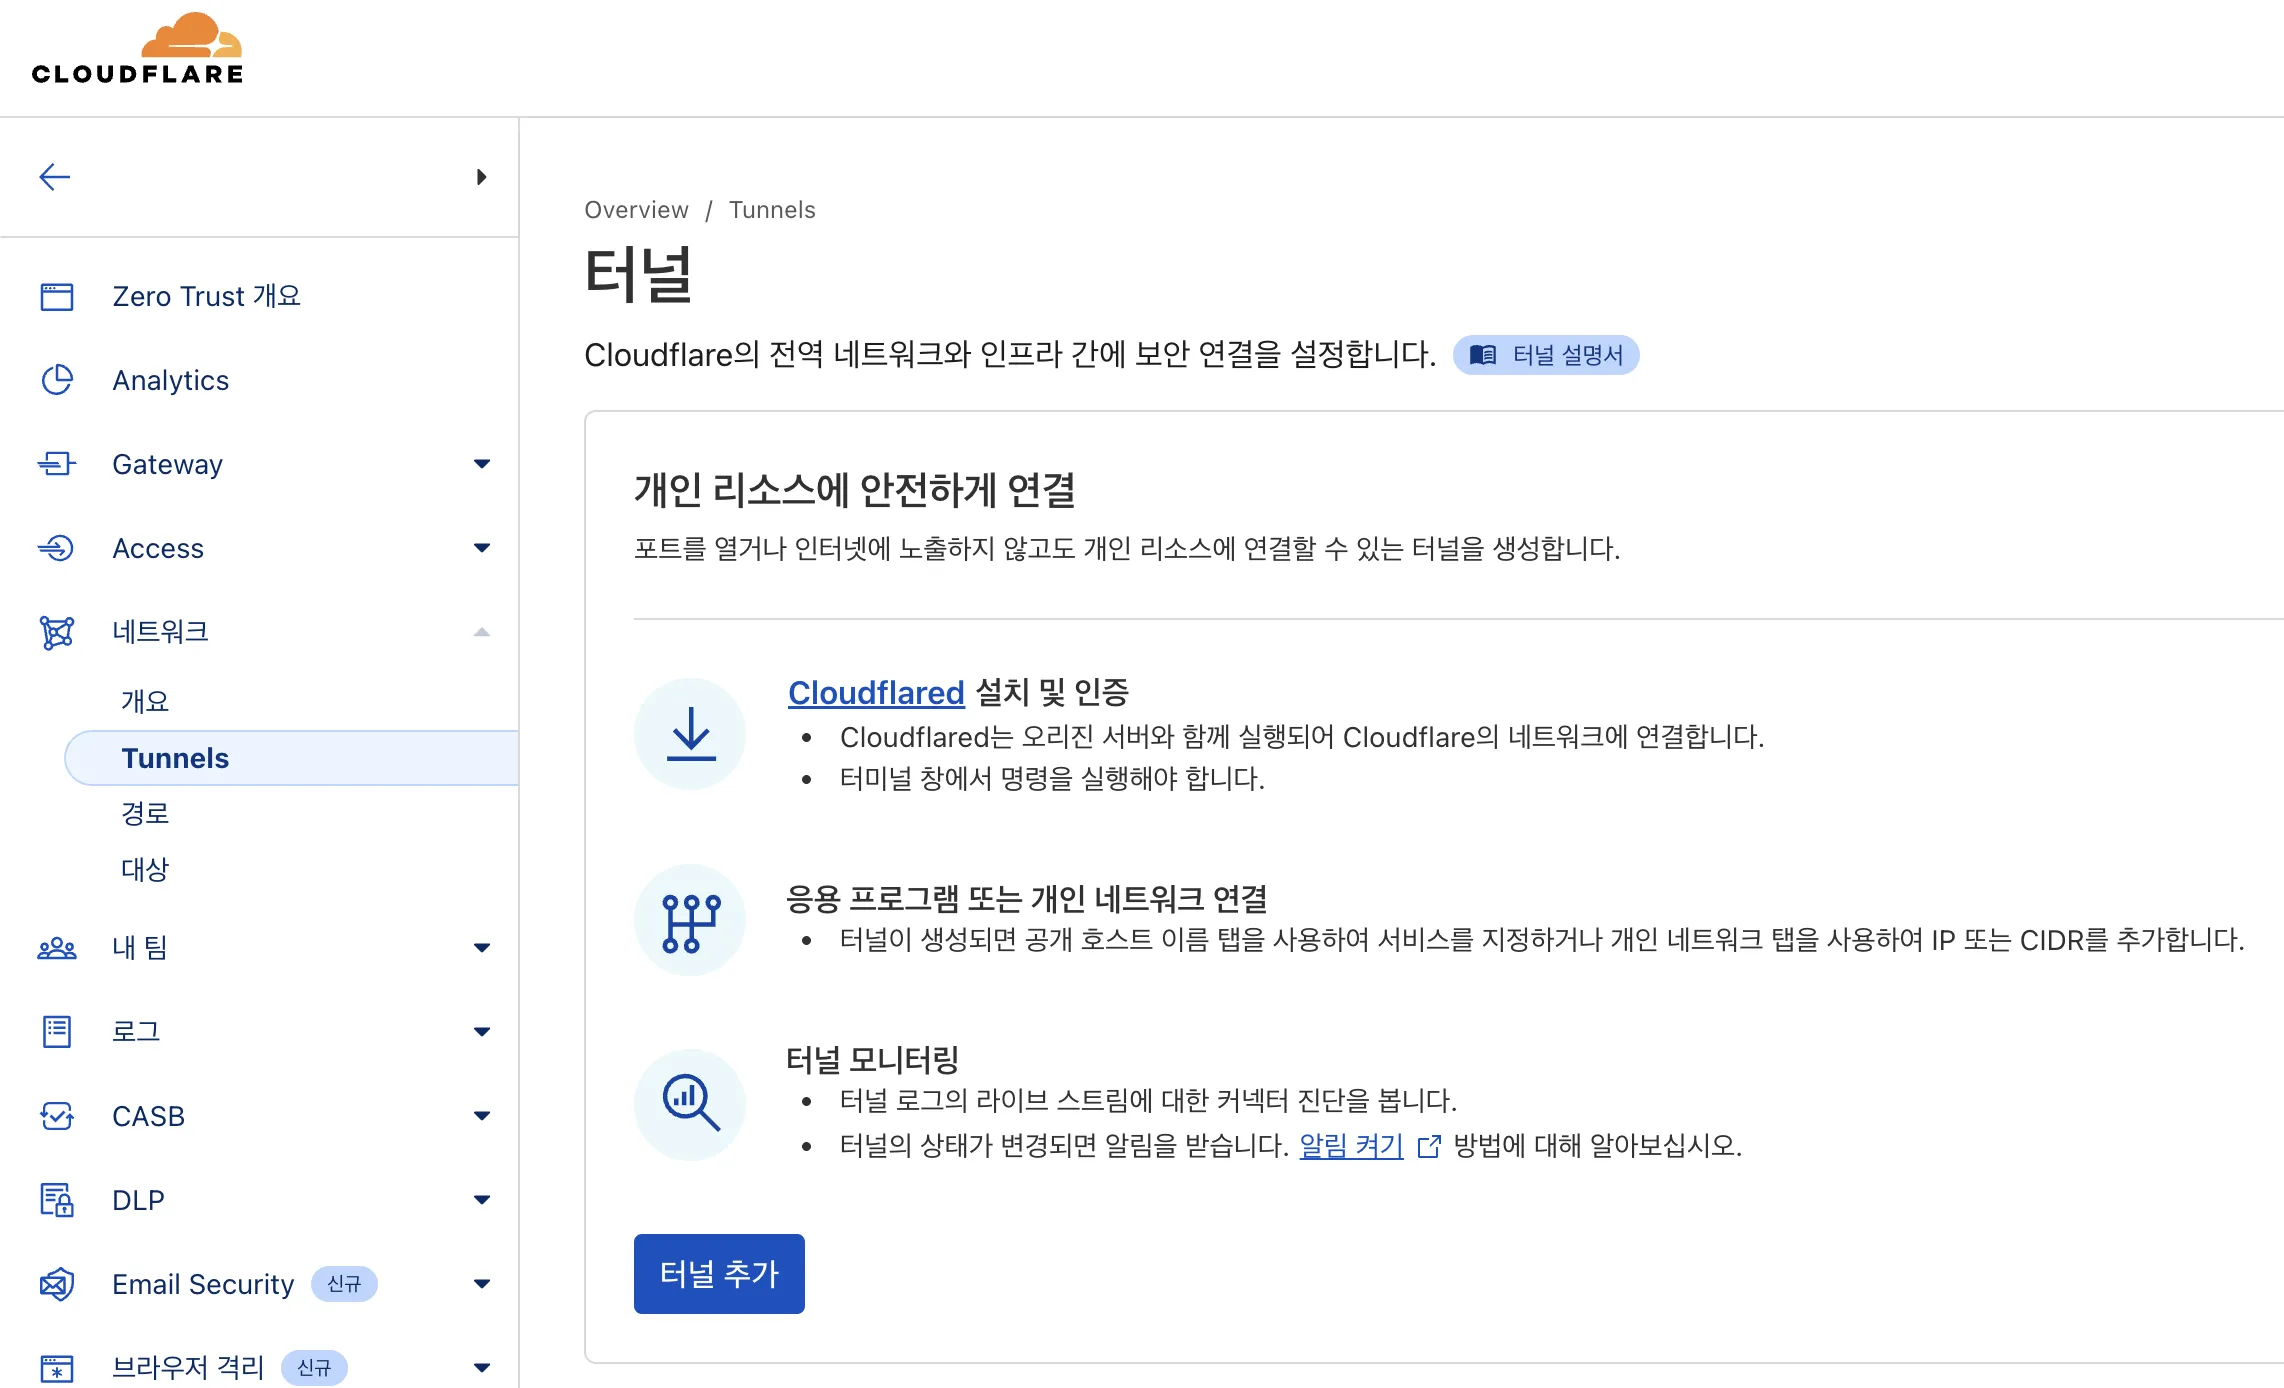 CLOUDFLARE
Zero Trust 개요
Analytics
Gateway
Access
네트워크
개요
Tunnels
경로
대상
내 팀
로그
CASB
DLP
Email Security 신규
브라우저 격리 신규
Overview / Tunnels
터널
Cloudflare의 전역 네트워크와 인프라 간에 보안 연결을 설정합니다. 터널 설명서
개인 리소스에 안전하게 연결
포트를 열거나 인터넷에 노출하지 않고도 개인 리소스에 연결할 수 있는 터널을 생성합니다.
Cloudflared 설치 및 인증
• Cloudflared는 오리진 서버와 함께 실행되어 Cloudflare의 네트워크에 연결합니다.
• 터미널 창에서 명령을 실행해야 합니다.
응용 프로그램 또는 개인 네트워크 연결
• 터널이 생성되면 공개 호스트 이름 탭을 사용하여 서비스를 지정하거나 개인 네트워크 탭을 사용하여 IP 또는 CIDR를 추가합니다.
터널 모니터링
• 터널 로그의 라이브 스트림에 대한 커넥터 진단을 봅니다.
• 터널의 상태가 변경되면 알림을 받습니다. 알림 켜기 방법에 대해 알아보십시오.
터널 추가